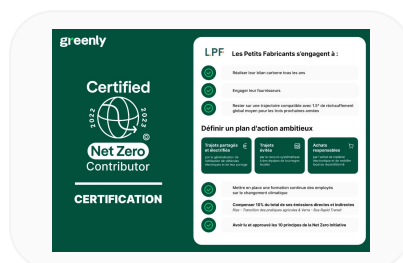 greenly
Certified
2022
2023
Net Zero
Contributor
CERTIFICATION
LPF Les Petits Fabricants s'engagent à :
Réaliser leur bilan carbone tous les ans
Engager leur fournisseurs
Rester sur une trajectoire compatible avec 1.5° de réchauffement
global moyen pour les trois prochaines années
Définir un plan d'action ambitieux
Trajets partagés
et électrifiés
Trajets
évités
Achats
responsables
Mettre en place une formation continue des employés
sur le changement climatique
Compenser 10% du total de ses émissions directes et indirectes
Avoir lu et approuvé les 10 principes de la Net Zero Initiative